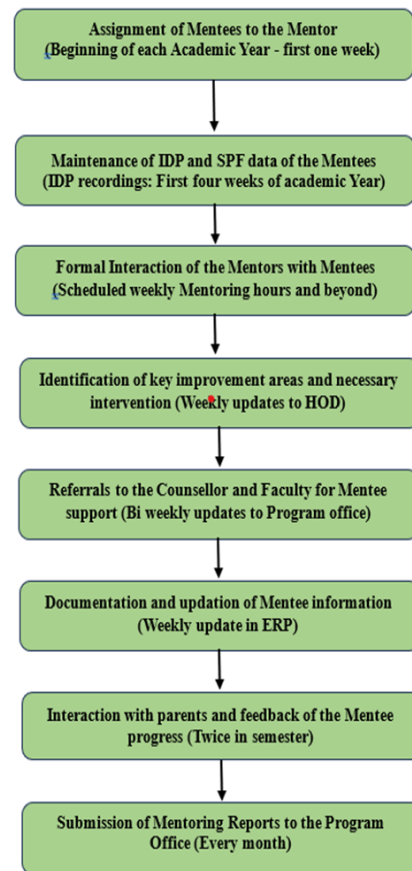 Assignment of Mentees to the Mentor
(Beginning of each Academic Year - first one week)
Maintenance of IDP and SPF data of the Mentees
(IDP recordings: First four weeks of academic Year)
Formal Interaction of the Mentors with Mentees
(Scheduled weekly Mentoring hours and beyond)
Identification of key improvement areas and necessary
intervention (Weekly updates to HOD)
Referrals to the Counsellor and Faculty for Mentee
support (Bi weekly updates to Program office)
Documentation and updation of Mentee information
(Weekly update in ERP)
Interaction with parents and feedback of the Mentee
progress (Twice in semester)
Submission of Mentoring Reports to the Program
Office (Every month)